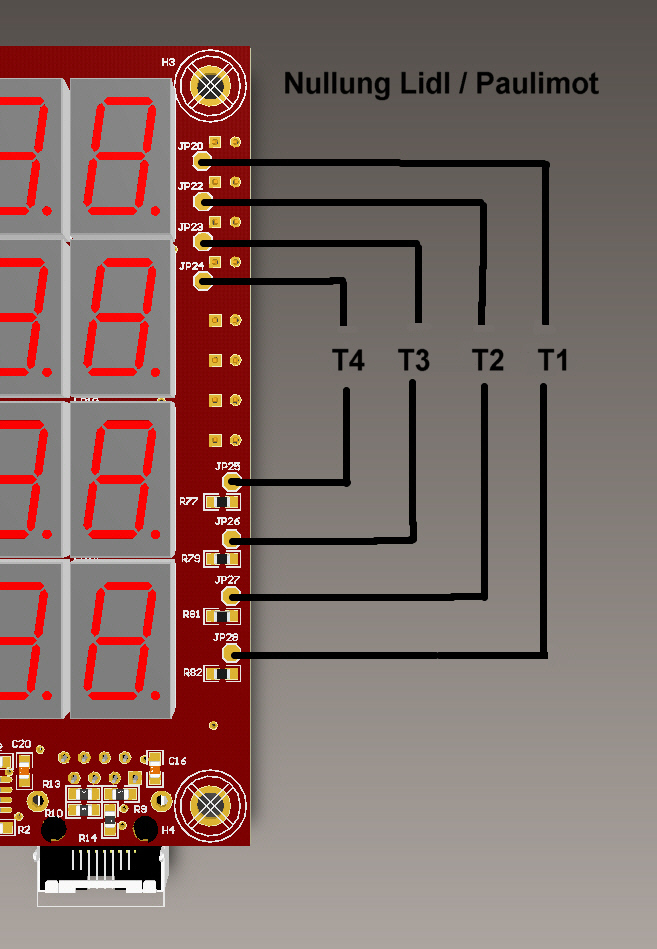 H3
Nullung Lidl / Paulimot
JP20
JP22
JP23
JP24
T4 T3 T2 T1
JP25
R77
JP26
R79
JP27
R81
JP28
R82
C20
C16
R13
R10
R9
R2
R14
H4